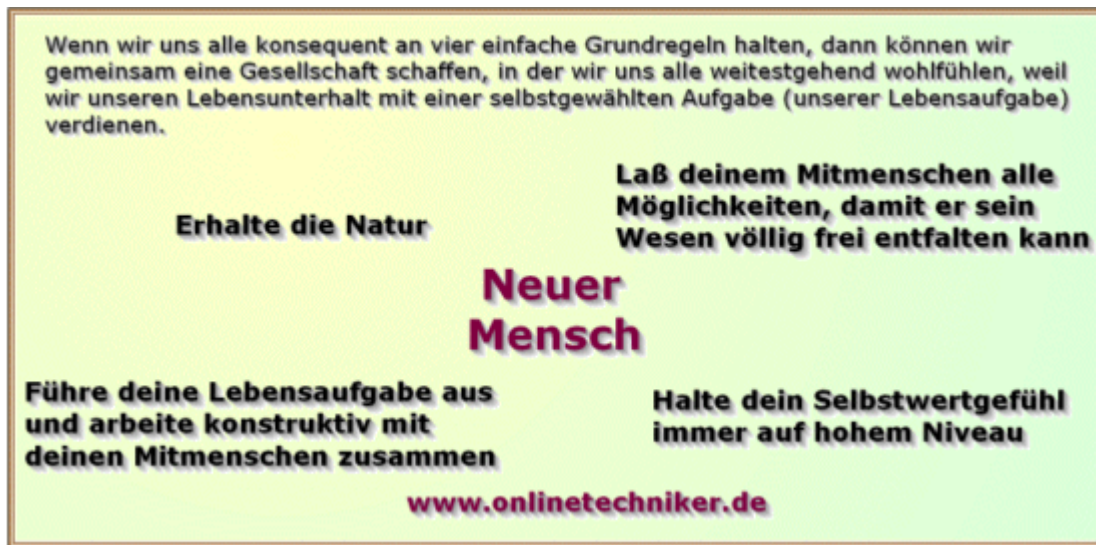 Wenn wir uns alle konsequent an vier einfache Grundregeln halten, dann können wir
gemeinsam eine Gesellschaft schaffen, in der wir uns alle weitestgehend wohlfühlen, weil
wir unseren Lebensunterhalt mit einer selbstgewählten Aufgabe (unserer Lebensaufgabe)
verdienen.
Erhalte die Natur
Laß deinem Mitmenschen alle
Möglichkeiten, damit er sein
Wesen völlig frei entfalten kann
Neuer
Mensch
Führe deine Lebensaufgabe aus
und arbeite konstruktiv mit
deinen Mitmenschen zusammen
Halte dein Selbstwertgefühl
immer auf hohem Niveau
www.onlinetechniker.de